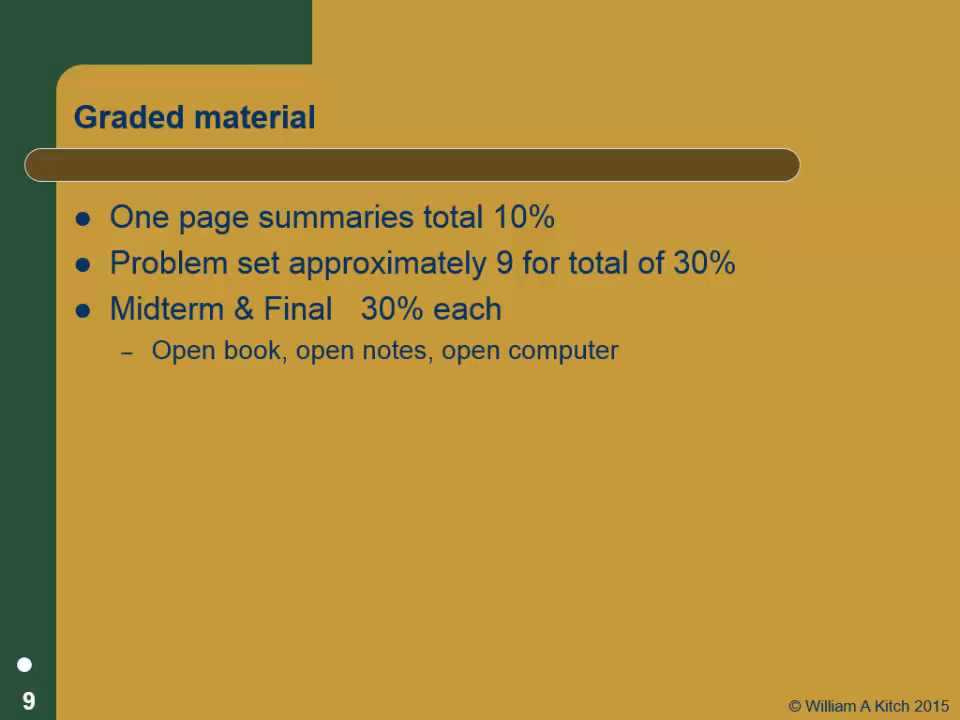 Graded material
One page summaries total 10%
Problem set approximately 9 for total of 30%
Midterm & Final 30% each
– Open book, open notes, open computer
9
© William A Kitch 2015